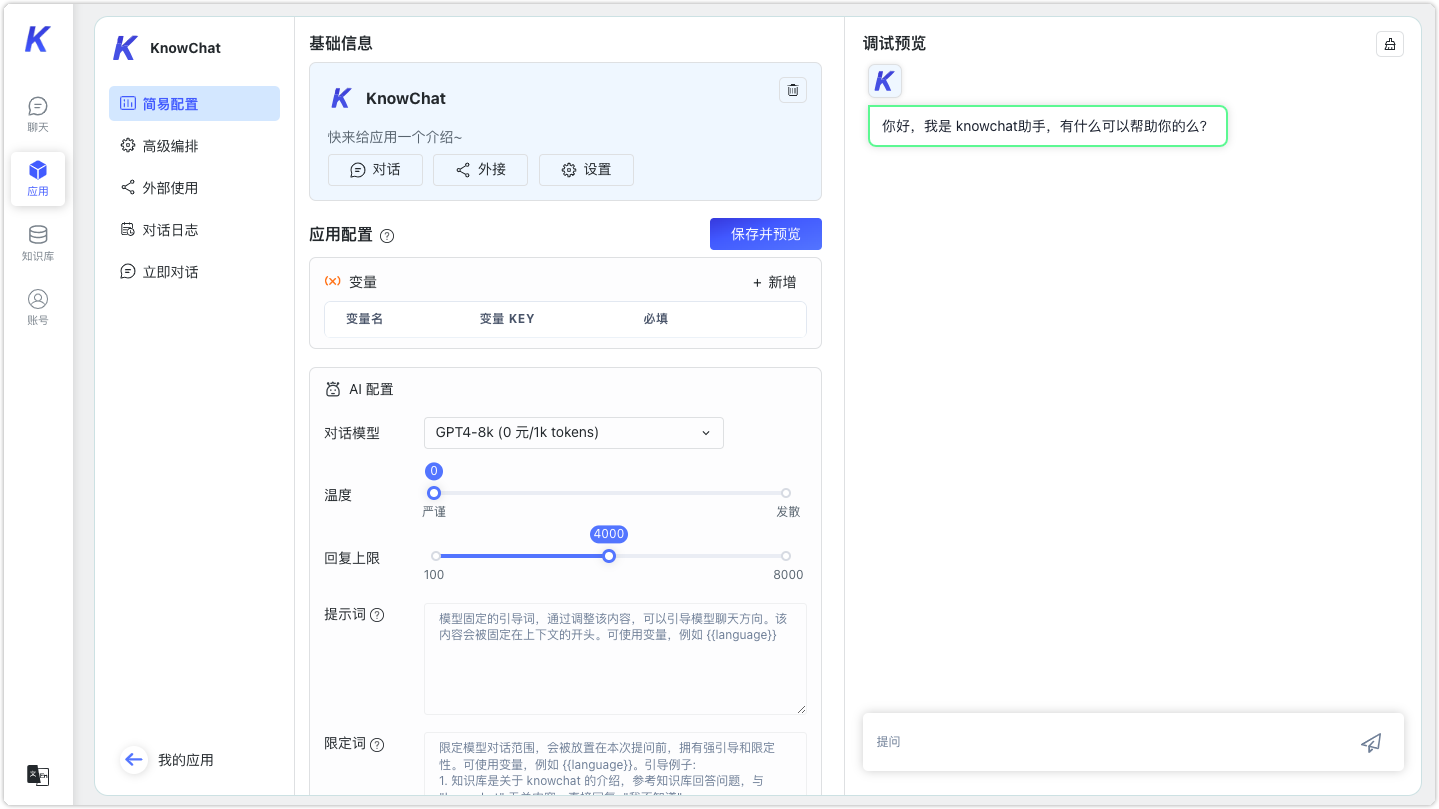 聊天
应用
知识库
账号
KnowChat
简易配置
高级编排
外部使用
对话日志
立即对话
我的应用
基础信息
KnowChat
快来给应用一个介绍~
对话
外接
设置
应用配置
保存并预览
(x) 变量
+ 新增
变量名 变量 KEY 必填
AI 配置
对话模型 GPT4-8k (0 元/1k tokens)
0
温度
严谨 发散
4000
回复上限
100 8000
提示词
模型固定的引导词，通过调整该内容，可以引导模型聊天方向。该
内容会被固定在上下文的开头。可使用变量，例如 {{language}}
限定词
限定模型对话范围，会被放置在本次提问前，拥有强引导和限定
性。可使用变量，例如 {{language}}。引导例子:
1. 知识库是关于 knowchat 的介绍，参考知识库回答问题，与
调试预览
你好，我是 knowchat助手，有什么可以帮助你的么？
提问